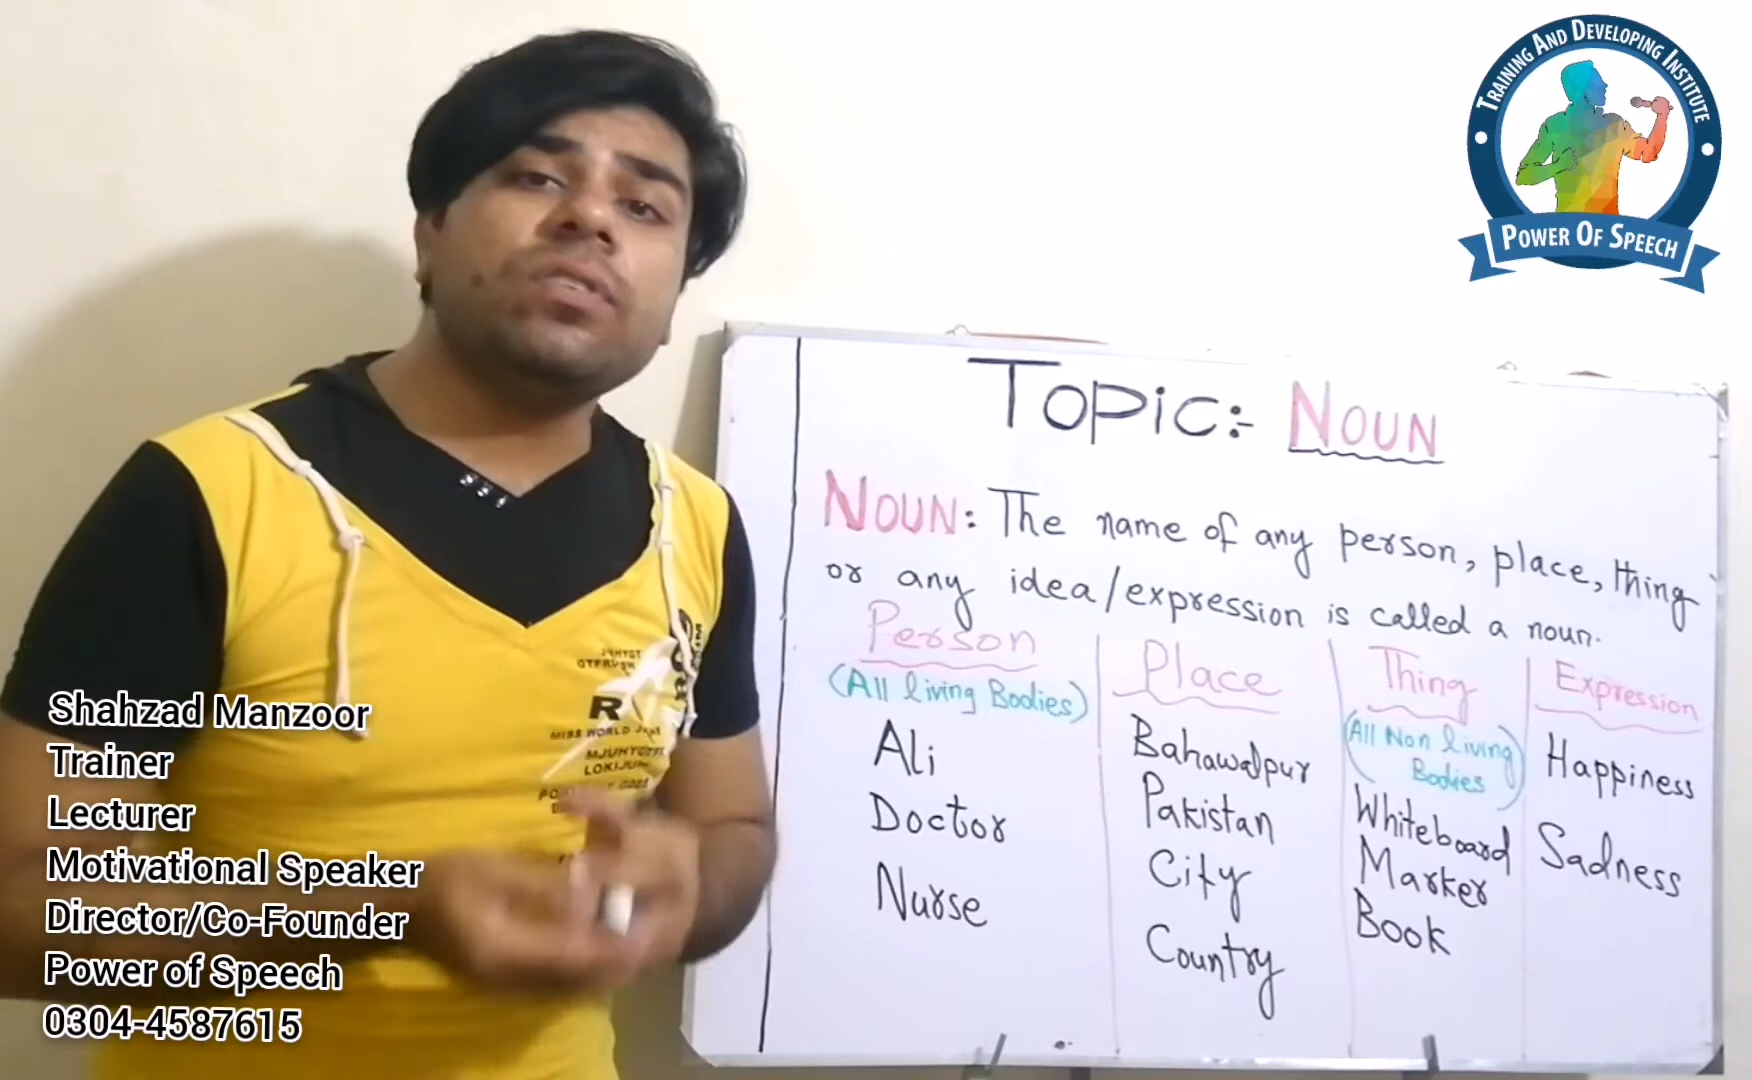 TRAINING AND DEVELOPING INSTITUTE
POWER OF SPEECH
Topic:- NOUN
NOUN: The name of any person, place, thing
or any idea/expression is called a noun.
Person
(All living Bodies)
Ali
Doctor
Nurse
Place
Bahawalpur
Pakistan
City
Country
Thing
(All Non living
Bodies)
Whiteboard
Marker
Book
Expression
Happiness
Sadness
R
MISS WORLD
Shahzad Manzoor
Trainer
Lecturer
Motivational Speaker
Director/Co-Founder
Power of Speech
0304-4587615